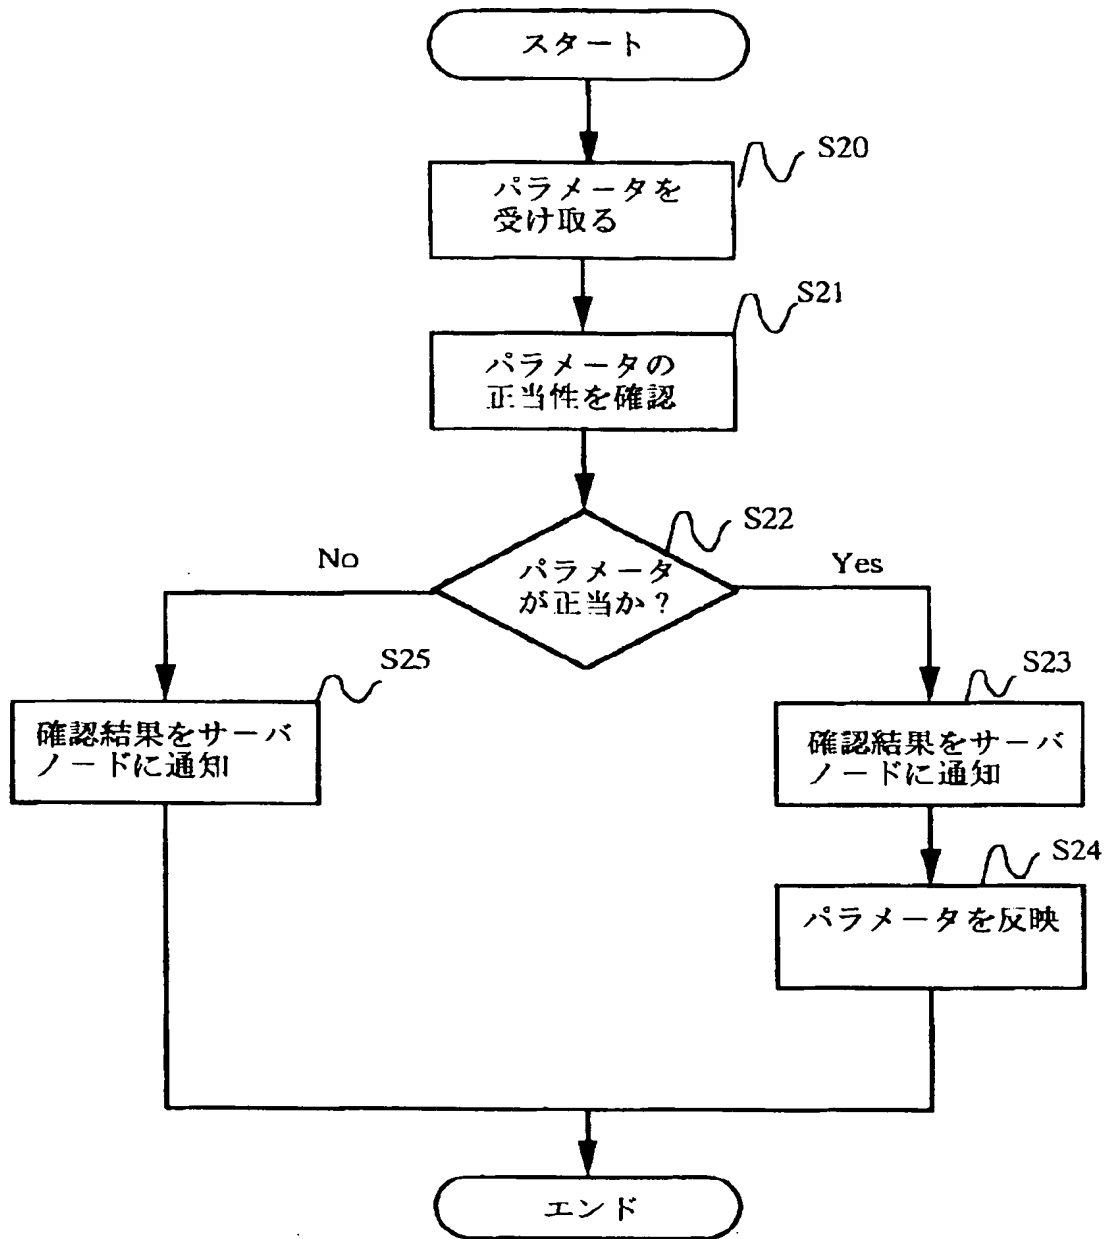 スタート
S20
パラメータを
受け取る
S21
パラメータの
正当性を確認
S22
No
Yes
パラメータ
が正当か？
S25
S23
確認結果をサーバ
ノードに通知
確認結果をサーバ
ノードに通知
S24
パラメータを反映
エンド